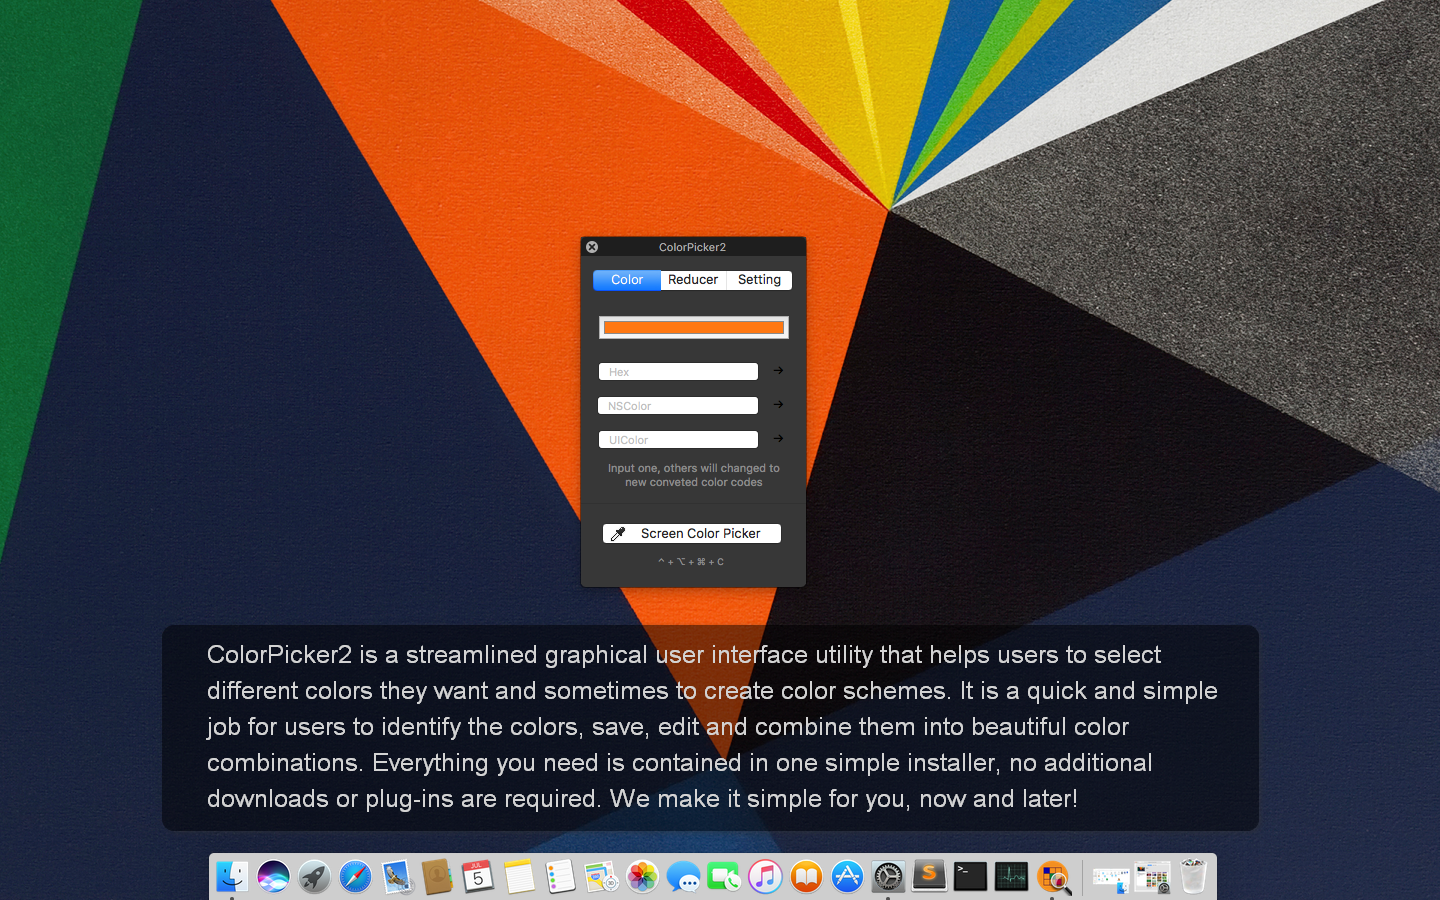 ColorPicker2
Color Reducer Setting
Hex
NSColor
UIColor
Input one, others will changed to
new conveted color codes
Screen Color Picker
^ + ⌥ + ⌘ + C
ColorPicker2 is a streamlined graphical user interface utility that helps users to select
different colors they want and sometimes to create color schemes. It is a quick and simple
job for users to identify the colors, save, edit and combine them into beautiful color
combinations. Everything you need is contained in one simple installer, no additional
downloads or plug-ins are required. We make it simple for you, now and later!
JUL
5
S
>_